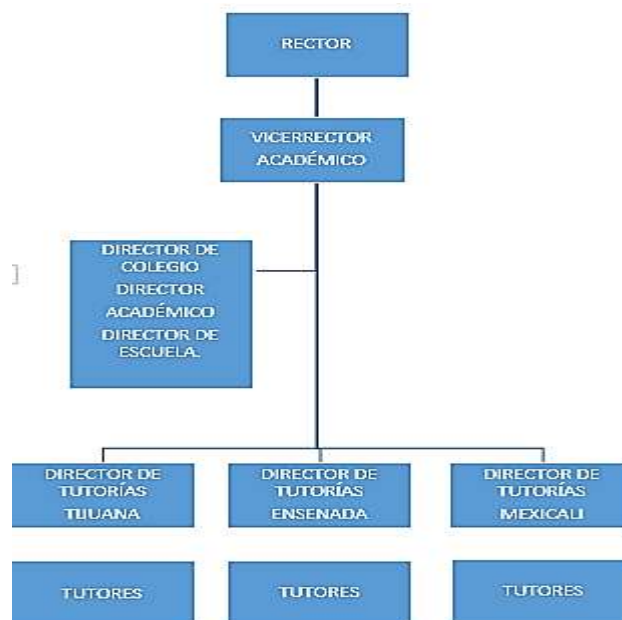 RECTOR
VICERRECTOR
ACADÉMICO
DIRECTOR DE
COLEGIO
DIRECTOR
ACADÉMICO
DIRECTOR DE
ESCUELA.
DIRECTOR DE
TUTORÍAS
TIJUANA
DIRECTOR DE
TUTORÍAS
ENSENADA
DIRECTOR DE
TUTORÍAS
MEXICALI
TUTORES
TUTORES
TUTORES